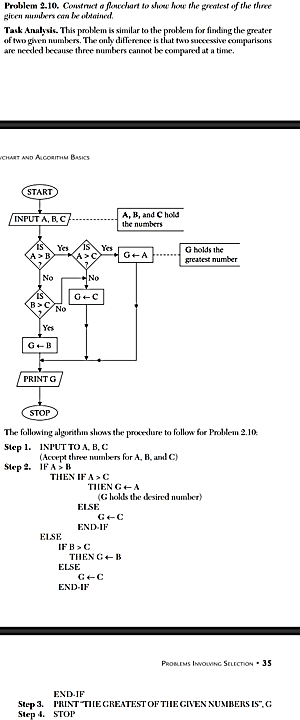 Problem 2.10. Construct a flowchart to show how the greatest of the three
given numbers can be obtained.
Task Analysis. This problem is similar to the problem for finding the greater
of two given numbers. The only difference is that two successive comparisons
are needed because three numbers cannot be compared at a time.
WCHART AND ALGORITHM BASICS
START
INPUT A, B, C
A, B, and C hold
the numbers
IS
A > B
?
Yes
IS
A > C
?
Yes
G ← A
G holds the
greatest number
No
No
IS
B > C
?
No
G ← C
Yes
G ← B
PRINT G
STOP
The following algorithm shows the procedure to follow for Problem 2.10:
Step 1. INPUT TO A, B, C
(Accept three numbers for A, B, and C)
Step 2. IF A > B
THEN IF A > C
THEN G ← A
(G holds the desired number)
ELSE
G ← C
END-IF
ELSE
IF B > C
THEN G ← B
ELSE
G ← C
END-IF
PROBLEMS INVOLVING SELECTION • 35
END-IF
Step 3. PRINT "THE GREATEST OF THE GIVEN NUMBERS IS", G
Step 4. STOP